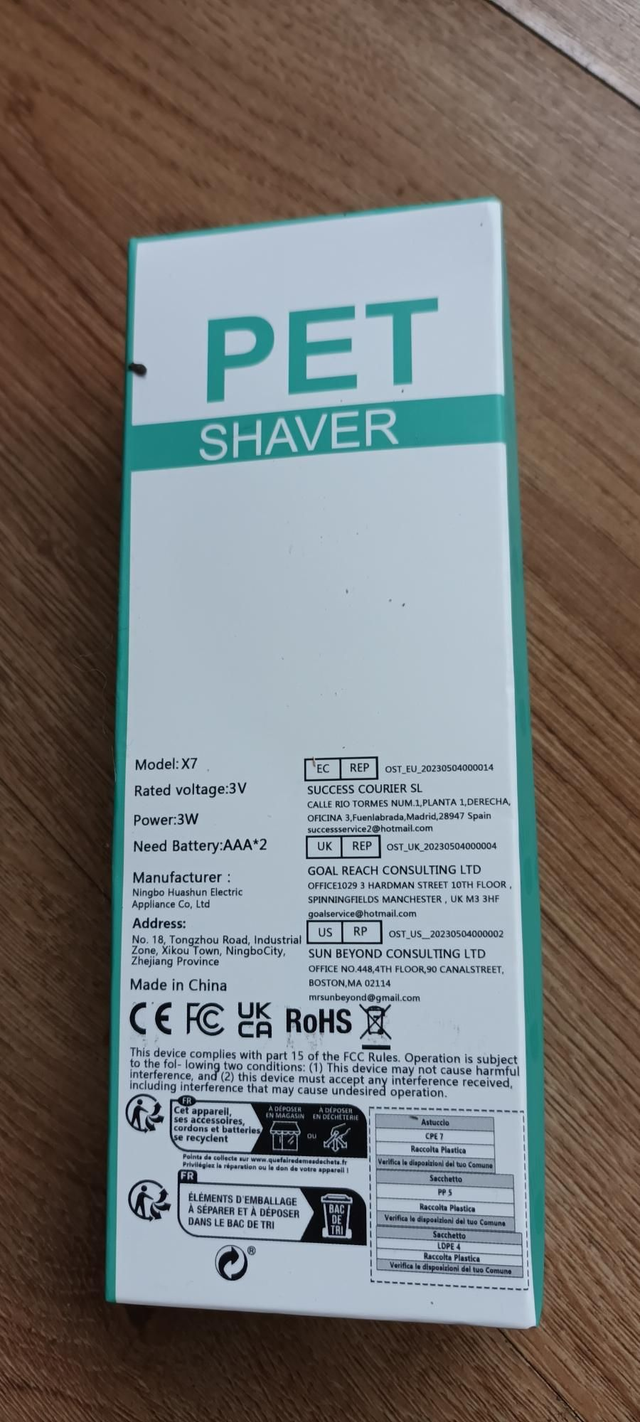 PET
SHAVER
Model:X7
Rated voltage:3V
Power:3W
Need Battery:AAA*2
Manufacturer :
Ningbo Huashun Electric
Appliance Co, Ltd
Address:
No. 18, Tongzhou Road, Industrial
Zone, Xikou Town, NingboCity,
Zhejiang Province
Made in China
EC REP OST_EU_20230504000014
SUCCESS COURIER SL
CALLE RIO TORMES NUM.1,PLANTA 1,DERECHA,
OFICINA 3,Fuenlabrada,Madrid,28947 Spain
successservice2@hotmail.com
UK REP OST_UK_20230504000004
GOAL REACH CONSULTING LTD
OFFICE1029 3 HARDMAN STREET 10TH FLOOR ,
SPINNINGFIELDS MANCHESTER , UK M3 3HF
goalservice@hotmail.com
US RP OST_US__20230504000002
SUN BEYOND CONSULTING LTD
OFFICE NO.448,4TH FLOOR,90 CANALSTREET,
BOSTON,MA 02114
mrsunbeyond@gmail.com
CE FC UK CA RoHS
This device complies with part 15 of the FCC Rules. Operation is subject
to the fol- lowing two conditions: (1) This device may not cause harmful
interference, and (2) this device must accept any interference received,
including interference that may cause undesired operation.
FR
Cet appareil,
ses accessoires,
cordons et batteries
se recyclent
À DÉPOSER
EN MAGASIN
OU
À DÉPOSER
EN DÉCHÈTERIE
Points de collecte sur www.quefairedemesdechets.fr
Privilégiez la réparation ou le don de votre appareil !
FR
ÉLÉMENTS D'EMBALLAGE
À SÉPARER ET À DÉPOSER
DANS LE BAC DE TRI
BAC
DE
TRI
®
Astuccio
CPE 7
Raccolta Plastica
Verifica le disposizioni del tuo Comune
Sacchetto
PP 5
Raccolta Plastica
Verifica le disposizioni del tuo Comune
Sacchetto
LDPE 4
Raccolta Plastica
Verifica le disposizioni del tuo Comune